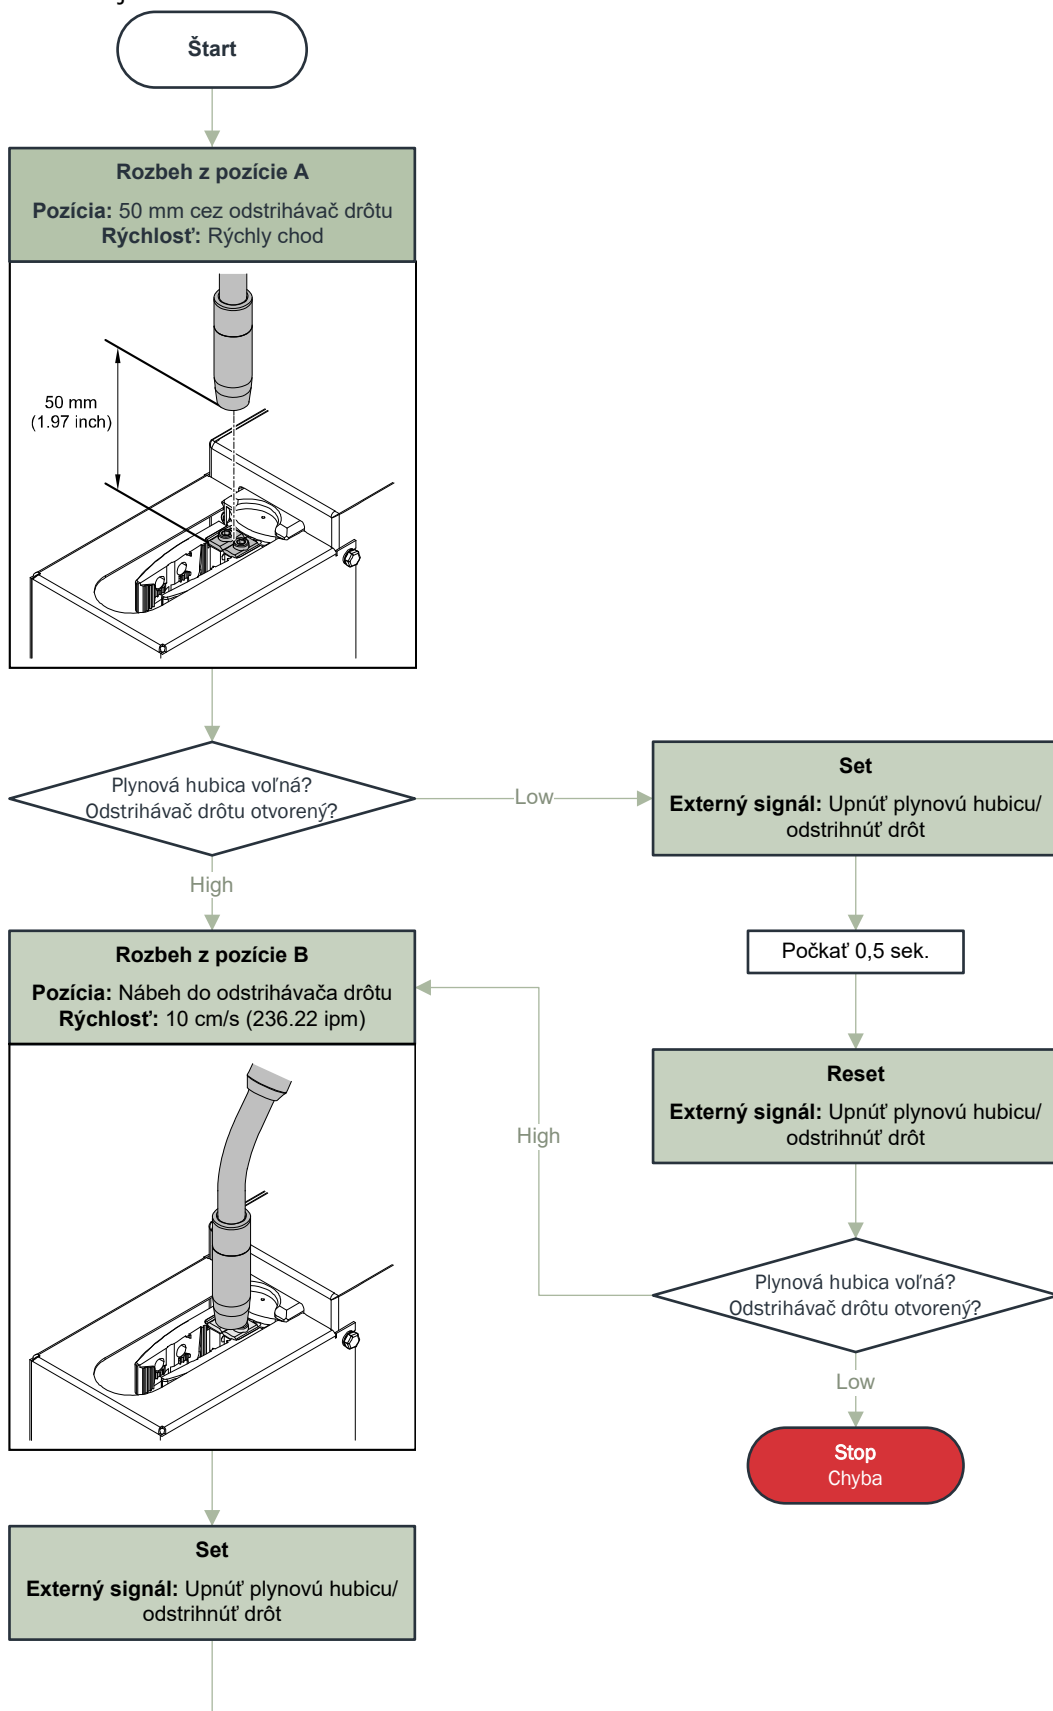 Štart
Rozbeh z pozície A
Pozícia: 50 mm cez odstrihávač drôtu
Rýchlosť: Rýchly chod
50 mm
(1.97 inch)
Plynová hubica voľná?
Odstrihávač drôtu otvorený?
Low
Set
Externý signál: Upnúť plynovú hubicu/
odstrihnúť drôt
High
Počkať 0,5 sek.
Rozbeh z pozície B
Pozícia: Nábeh do odstrihávača drôtu
Rýchlosť: 10 cm/s (236.22 ipm)
Reset
Externý signál: Upnúť plynovú hubicu/
odstrihnúť drôt
High
Plynová hubica voľná?
Odstrihávač drôtu otvorený?
Low
Stop
Chyba
Set
Externý signál: Upnúť plynovú hubicu/
odstrihnúť drôt